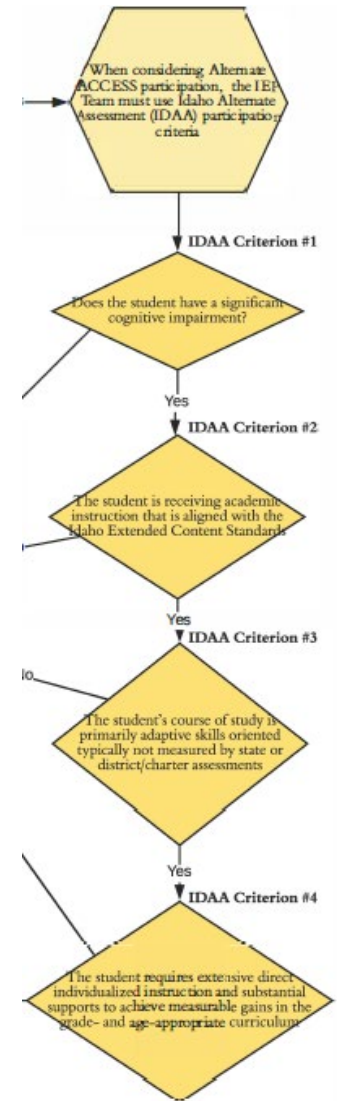 When considering Alternate
ACCESS participation, the IEP
Team must use Idaho Alternate
Assessment (IDAA) participation
criteria
IDAA Criterion #1
Does the student have a significant
cognitive impairment?
Yes
IDAA Criterion #2
The student is receiving academic
instruction that is aligned with the
Idaho Extended Content Standards
Yes
IDAA Criterion #3
The student's course of study is
primarily adaptive skills oriented
typically not measured by state or
district/charter assessments
Yes
IDAA Criterion #4
The student requires extensive direct
individualized instruction and substantial
supports to achieve measurable gains in the
grade- and age-appropriate curriculum